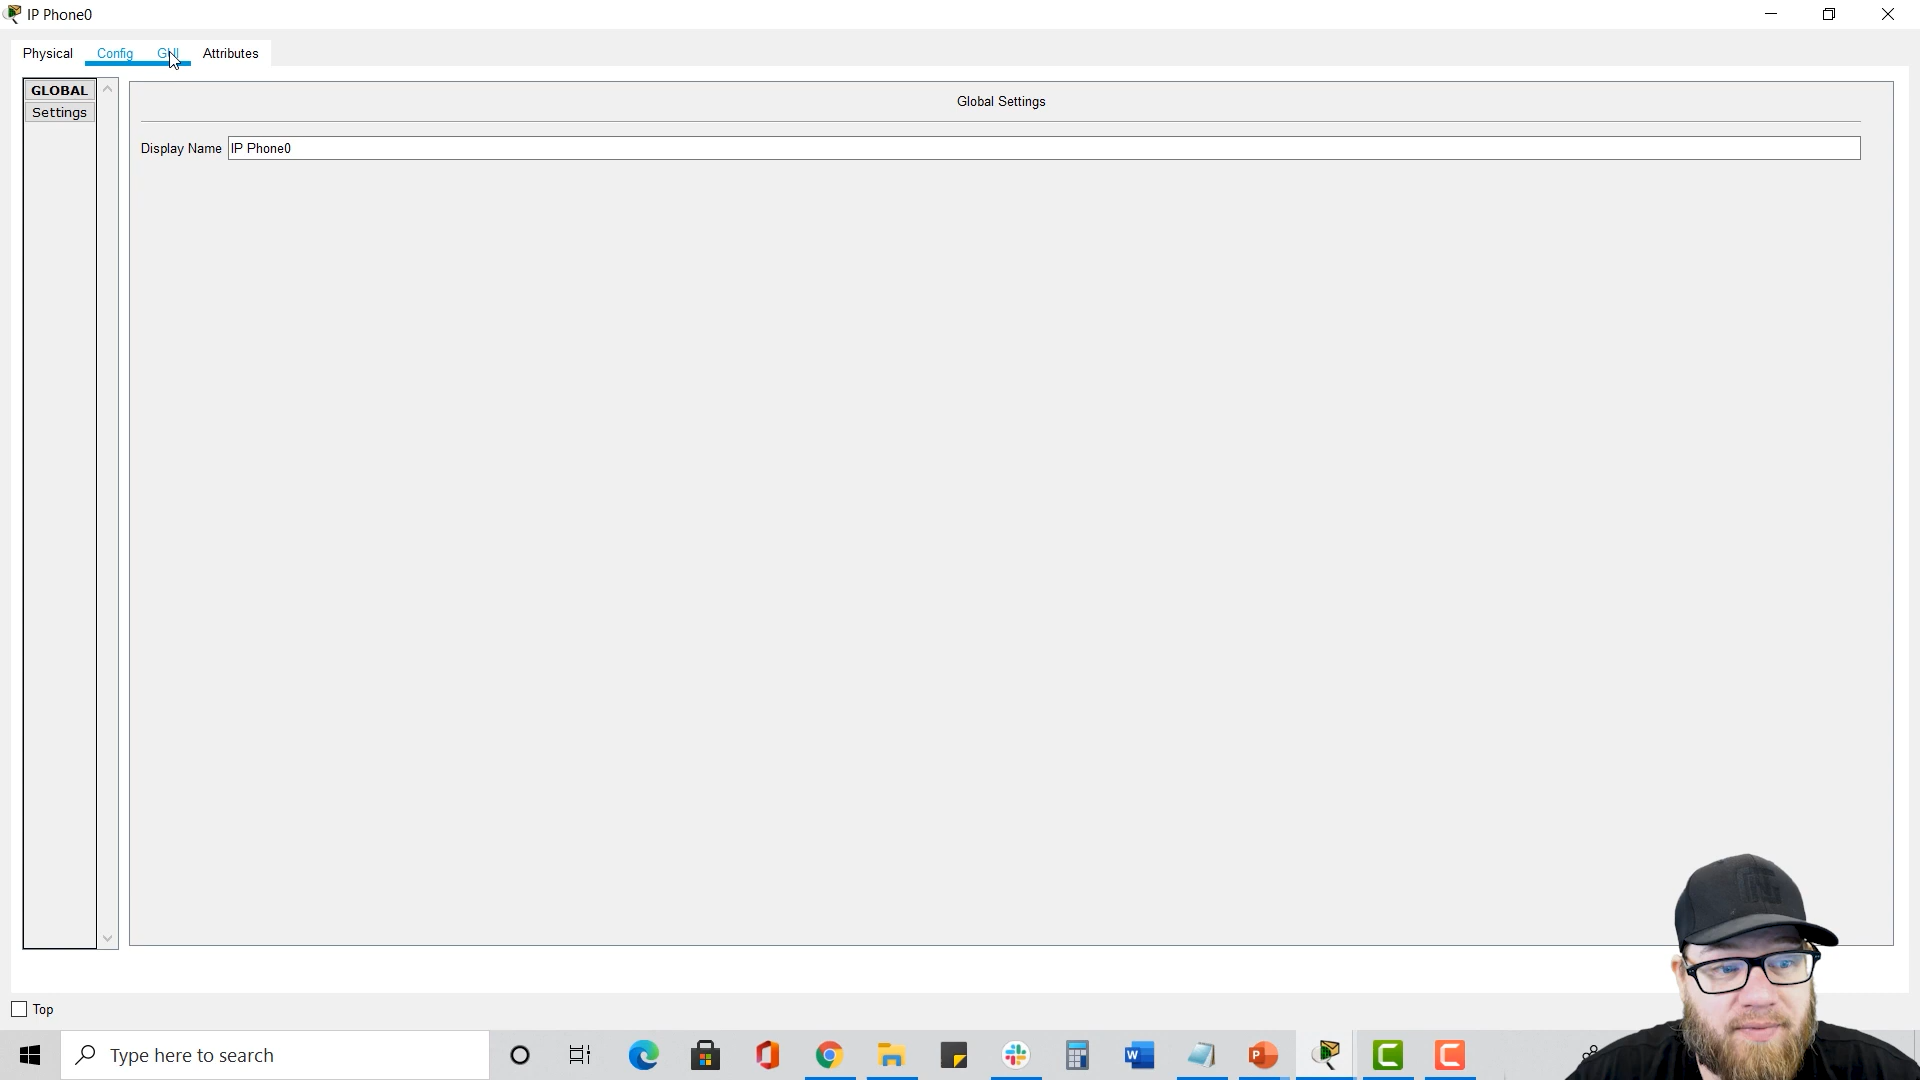 IP Phone0
Physical Config GUI Attributes
GLOBAL
Settings
Global Settings
Display Name IP Phone0
Top
Type here to search